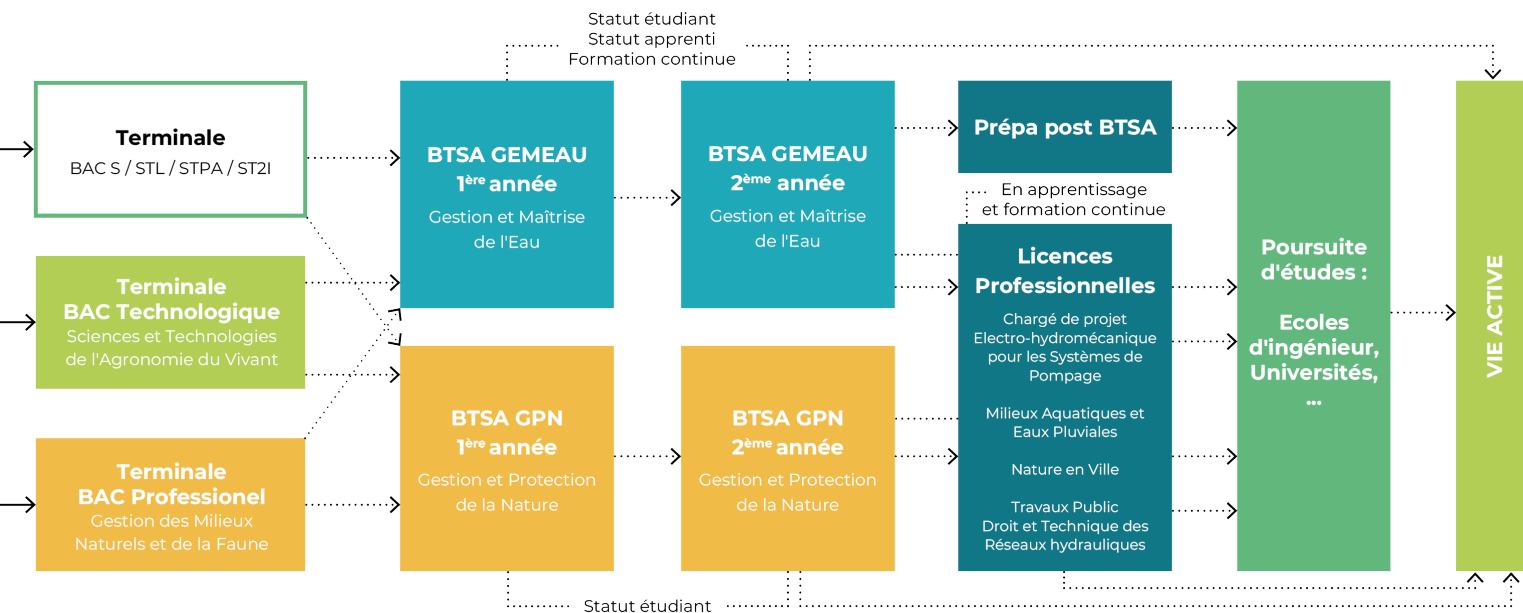 Statut étudiant
Statut apprenti
Formation continue
Terminale
BAC S / STL / STPA / ST2I
Terminale
BAC Technologique
Sciences et Technologies
de l'Agronomie du Vivant
Terminale
BAC Professionel
Gestion des Milieux
Naturels et de la Faune
BTSA GEMEAU
1ère année
Gestion et Maîtrise
de l'Eau
BTSA GPN
1ère année
Gestion et Protection
de la Nature
BTSA GEMEAU
2ème année
Gestion et Maîtrise
de l'Eau
BTSA GPN
2ème année
Gestion et Protection
de la Nature
Statut étudiant
Prépa post BTSA
En apprentissage
et formation continue
Licences
Professionnelles
Chargé de projet
Electro-hydromécanique
pour les Systèmes de
Pompage
Milieux Aquatiques et
Eaux Pluviales
Nature en Ville
Travaux Public
Droit et Technique des
Réseaux hydrauliques
Poursuite
d'études :
Ecoles
d'ingénieur,
Universités,
...
VIE ACTIVE